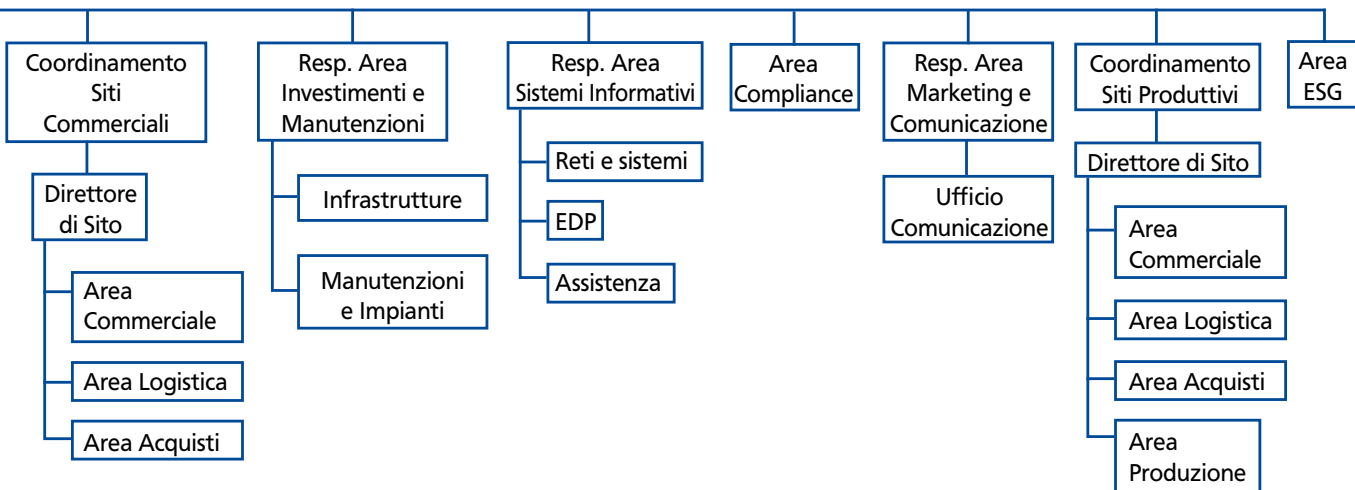 Coordinamento
Siti
Commerciali
Direttore
di Sito
Area
Commerciale
Area Logistica
Area Acquisti
Resp. Area
Investimenti e
Manutenzioni
Infrastrutture
Manutenzioni
e Impianti
Resp. Area
Sistemi Informativi
Reti e sistemi
EDP
Assistenza
Area
Compliance
Resp. Area
Marketing e
Comunicazione
Ufficio
Comunicazione
Coordinamento
Siti Produttivi
Direttore di Sito
Area
Commerciale
Area Logistica
Area Acquisti
Area
Produzione
Area
ESG